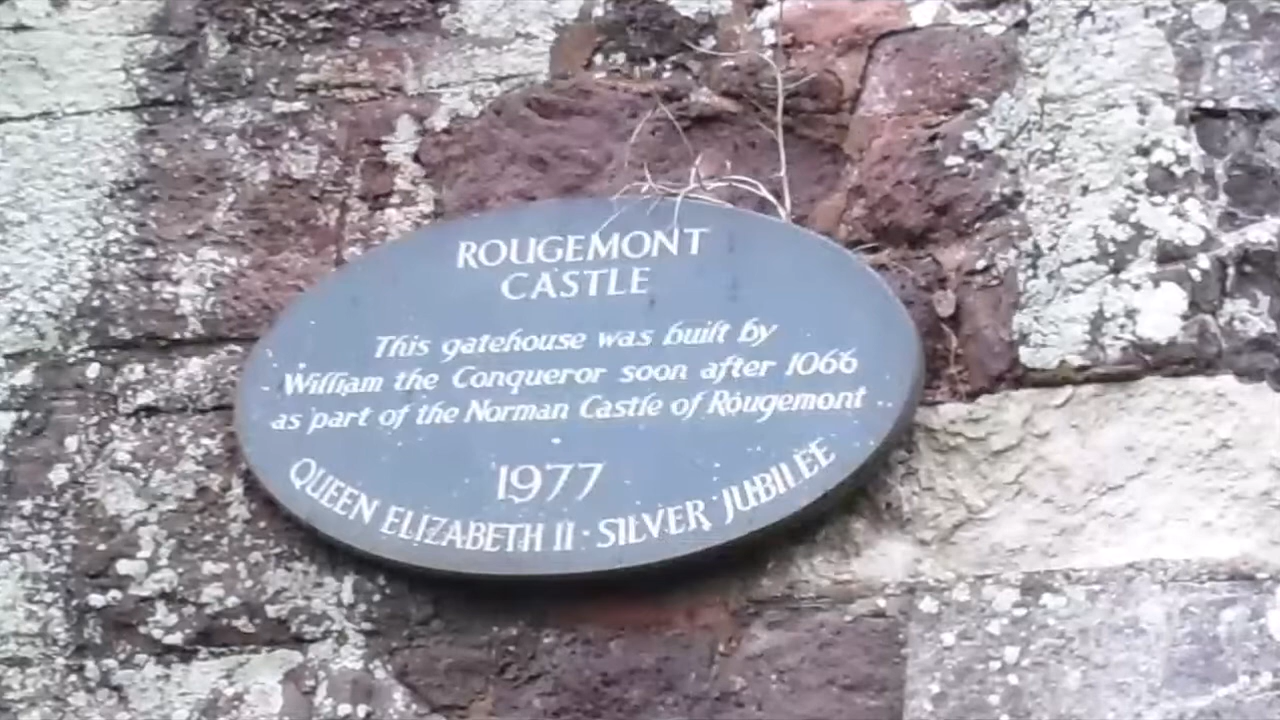 ROUGEMONT
CASTLE
This gatehouse was built by
William the Conqueror soon after 1066
as part of the Norman Castle of Rougemont
1977
QUEEN ELIZABETH II · SILVER JUBILEE